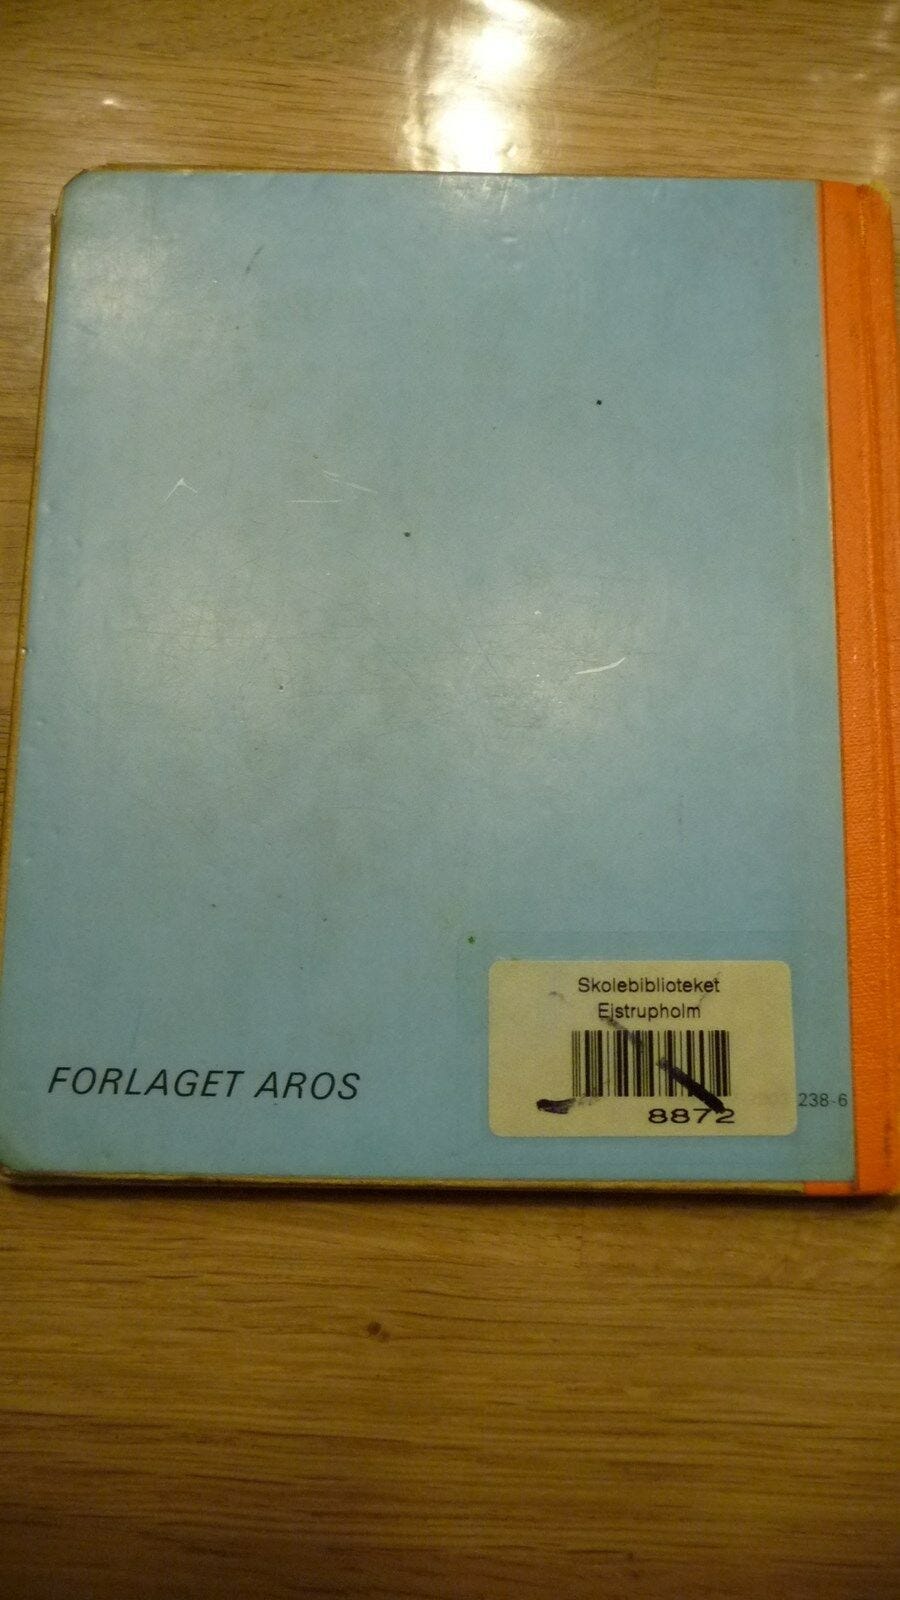 Skolebiblioteket
Ejstrupholm
8872
238-6
FORLAGET AROS